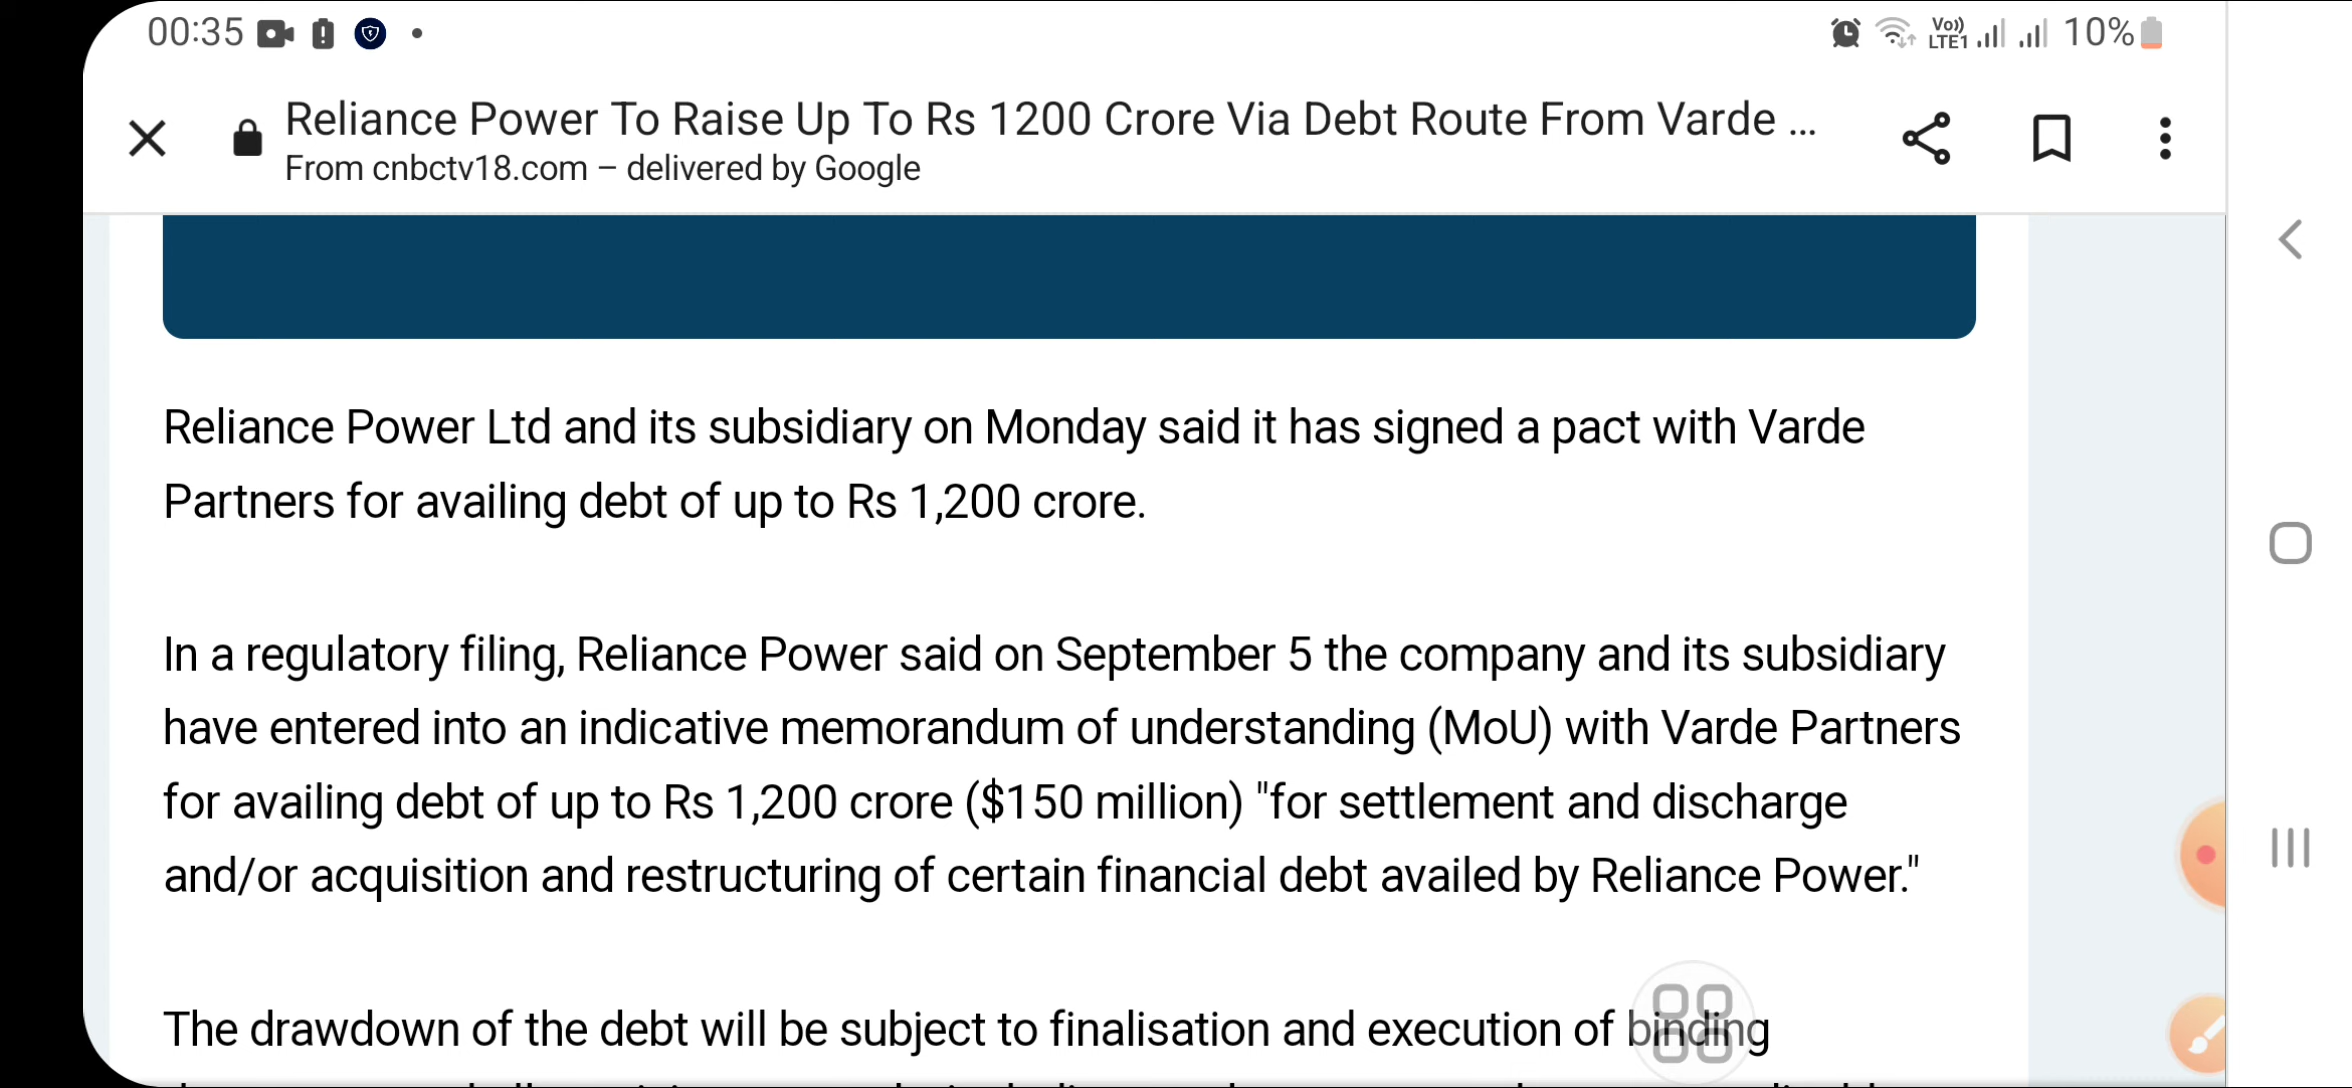 00:35
Vo)) LTE1 10%
Reliance Power To Raise Up To Rs 1200 Crore Via Debt Route From Varde ...
From cnbctv18.com – delivered by Google
Reliance Power Ltd and its subsidiary on Monday said it has signed a pact with Varde
Partners for availing debt of up to Rs 1,200 crore.
In a regulatory filing, Reliance Power said on September 5 the company and its subsidiary
have entered into an indicative memorandum of understanding (MoU) with Varde Partners
for availing debt of up to Rs 1,200 crore ($150 million) "for settlement and discharge
and/or acquisition and restructuring of certain financial debt availed by Reliance Power."
The drawdown of the debt will be subject to finalisation and execution of binding